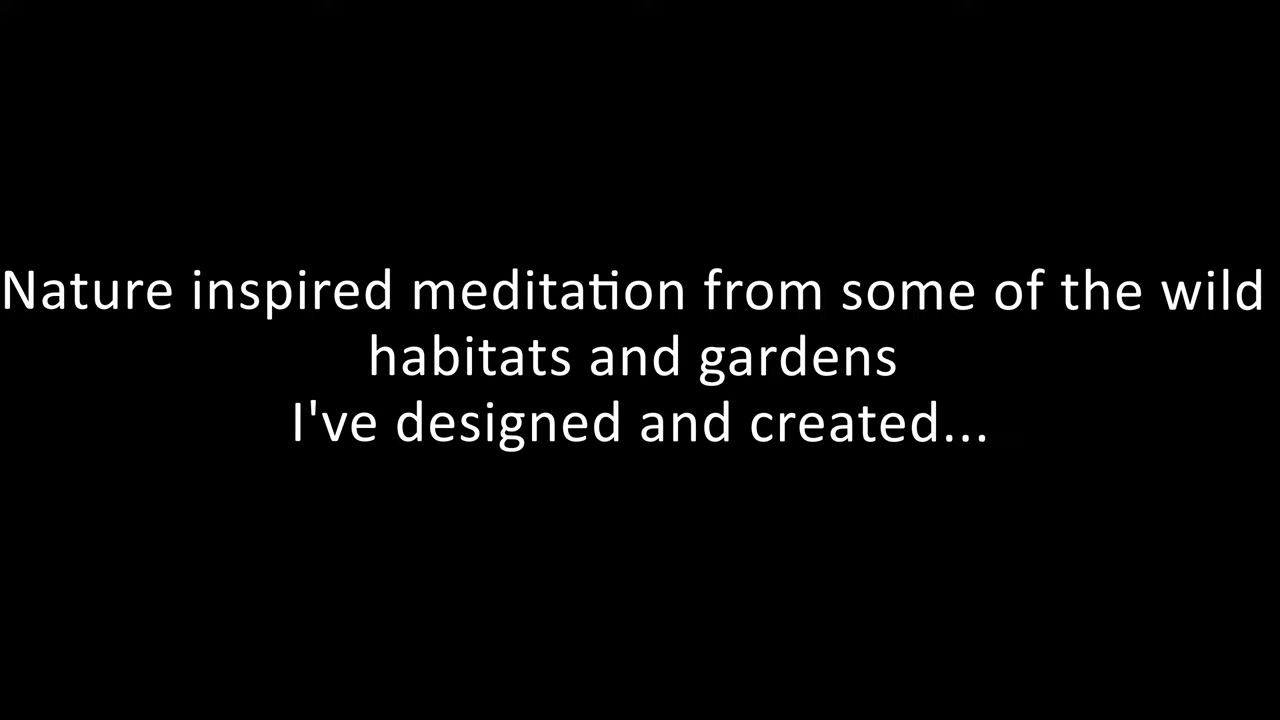 Nature inspired meditation from some of the wild
habitats and gardens
I've designed and created...